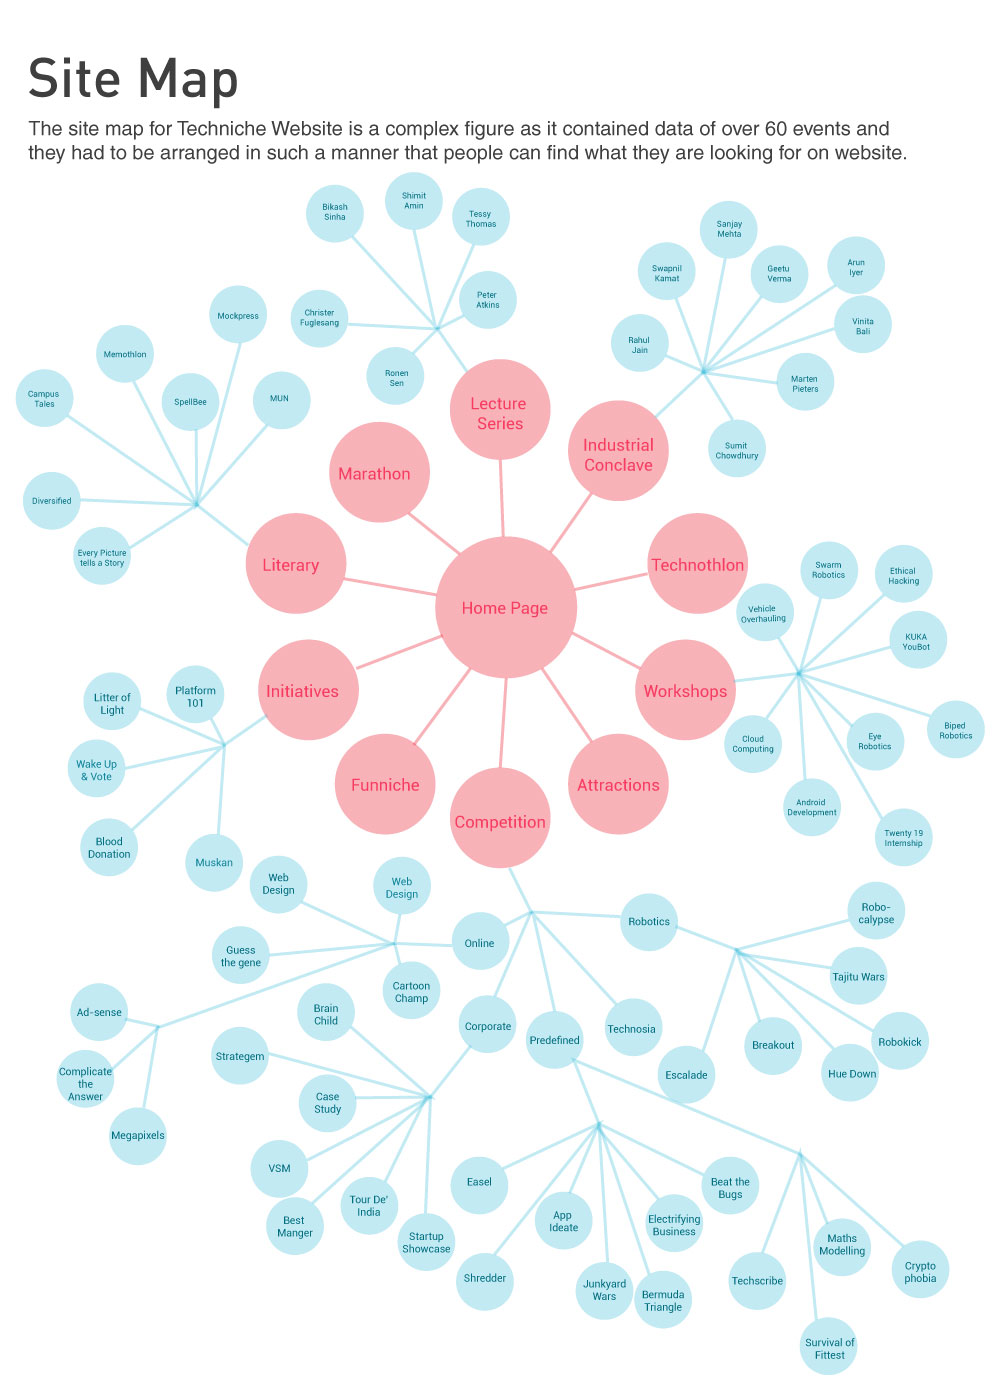 Site Map
The site map for Techniche Website is a complex figure as it contained data of over 60 events and
they had to be arranged in such a manner that people can find what they are looking for on website.
Bikash
Sinha
Shimit
Amin
Tessy
Thomas
Christer
Fuglesang
Peter
Atkins
Ronen
Sen
Sanjay
Mehta
Swapnil
Kamat
Geetu
Verma
Arun
Iyer
Vinita
Bali
Rahul
Jain
Marten
Pieters
Sumit
Chowdhury
Mockpress
Memothlon
Campus
Tales
SpellBee
MUN
Diversified
Every Picture
tells a Story
Lecture
Series
Industrial
Conclave
Marathon
Literary
Technothlon
Home Page
Initiatives
Workshops
Funniche
Competition
Attractions
Swarm
Robotics
Ethical
Hacking
Vehicle
Overhauling
KUKA
YouBot
Biped
Robotics
Eye
Robotics
Cloud
Computing
Android
Development
Twenty 19
Internship
Litter of
Light
Platform
101
Wake Up
& Vote
Blood
Donation
Muskan
Web
Design
Web
Design
Guess
the gene
Cartoon
Champ
Online
Ad-sense
Complicate
the
Answer
Megapixels
Robotics
Robo-
calypse
Tajitu Wars
Robokick
Hue Down
Breakout
Escalade
Corporate
Predefined
Technosia
Brain
Child
Strategem
Case
Study
VSM
Best
Manger
Tour De'
India
Startup
Showcase
Easel
Shredder
App
Ideate
Junkyard
Wars
Bermuda
Triangle
Electrifying
Business
Beat the
Bugs
Techscribe
Maths
Modelling
Crypto
phobia
Survival of
Fittest